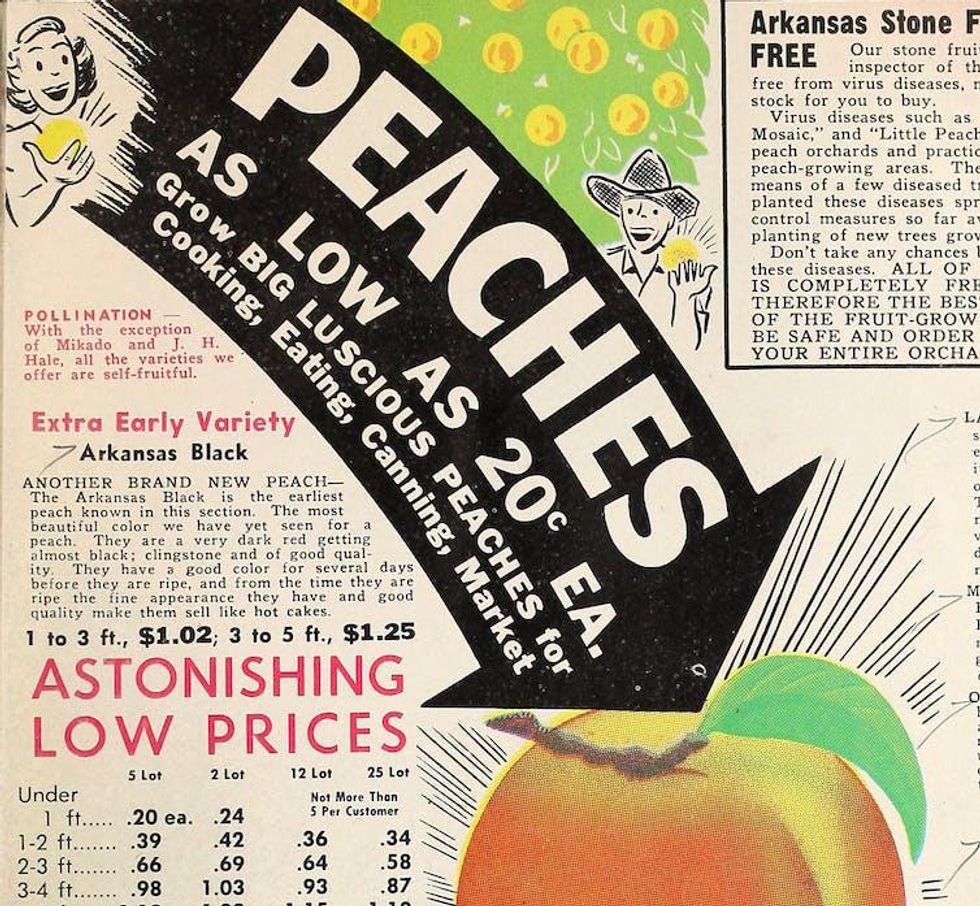 PEACHES
AS LOW AS 20c EA.
Grow BIG LUSCIOUS PEACHES for
Cooking, Eating, Canning, Market
POLLINATION —
With the exception
of Mikado and J. H.
Hale, all the varieties we
offer are self-fruitful.
Extra Early Variety
Arkansas Black
ANOTHER BRAND NEW PEACH—
The Arkansas Black is the earliest
peach known in this section. The most
beautiful color we have yet seen for a
peach. They are a very dark red getting
almost black; clingstone and of good qual-
ity. They have a good color for several days
before they are ripe, and from the time they are
ripe the fine appearance they have and good
quality make them sell like hot cakes.
1 to 3 ft., $1.02; 3 to 5 ft., $1.25
ASTONISHING
LOW PRICES
5 Lot 2 Lot 12 Lot 25 Lot
Under
1 ft..... .20 ea. .24
Not More Than
5 Per Customer
1-2 ft....... .39 .42 .36 .34
2-3 ft....... .66 .69 .64 .58
3-4 ft....... .98 1.03 .93 .87
Arkansas Stone F
FREE Our stone frui
inspector of th
free from virus diseases,
stock for you to buy.
Virus diseases such as
Mosaic," and "Little Peach
peach orchards and practic
peach-growing areas. The
means of a few diseased
planted these diseases spr
control measures so far
planting of new trees grow
Don't take any chances
these diseases. ALL OF
IS COMPLETELY FRE
THEREFORE THE BES
OF THE FRUIT-GROW
BE SAFE AND ORDER
YOUR ENTIRE ORCHA